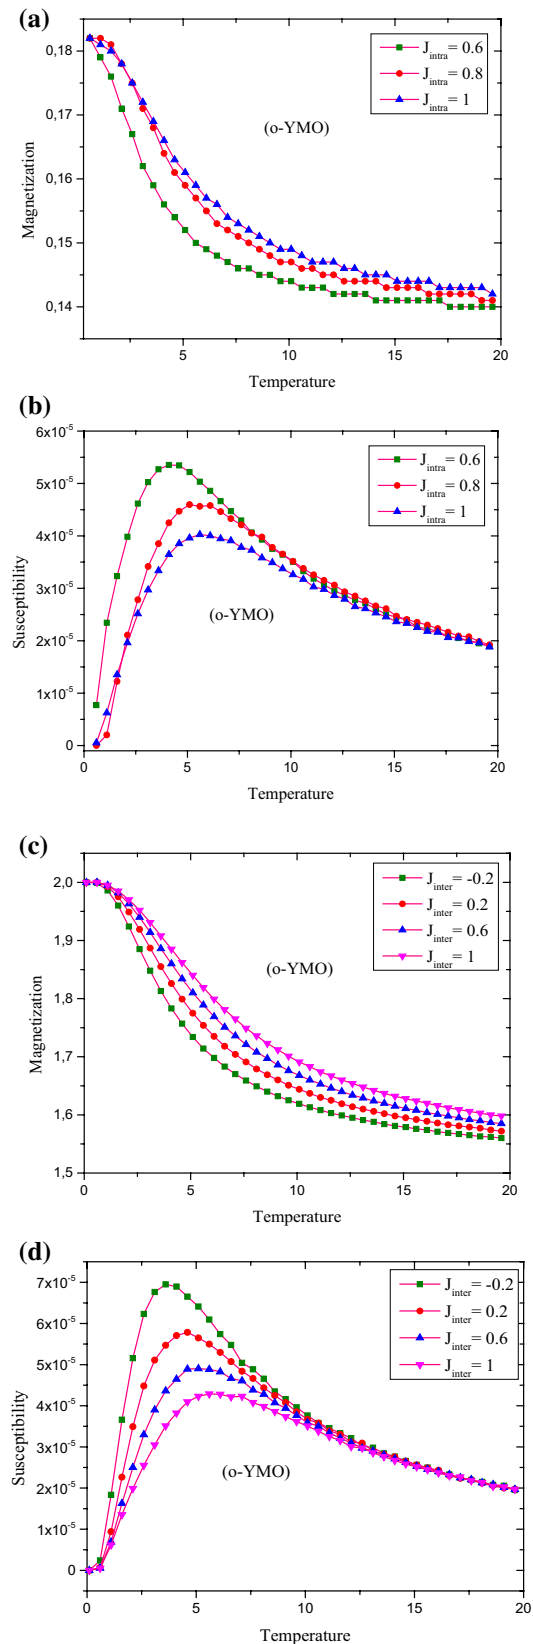 (a)
0,18
0,17
0,16
0,15
0,14
Magnetization
J_intra = 0.6
J_intra = 0.8
J_intra = 1
(o-YMO)
5 10 15 20
Temperature
(b)
6x10^-5
5x10^-5
4x10^-5
3x10^-5
2x10^-5
1x10^-5
0
Susceptibility
J_intra = 0.6
J_intra = 0.8
J_intra = 1
(o-YMO)
0 5 10 15 20
Temperature
(c)
2,0
1,9
1,8
1,7
1,6
1,5
Magnetization
J_inter = -0.2
J_inter = 0.2
J_inter = 0.6
J_inter = 1
(o-YMO)
0 5 10 15 20
Temperature
(d)
7x10^-5
6x10^-5
5x10^-5
4x10^-5
3x10^-5
2x10^-5
1x10^-5
0
Susceptibility
J_inter = -0.2
J_inter = 0.2
J_inter = 0.6
J_inter = 1
(o-YMO)
0 5 10 15 20
Temperature